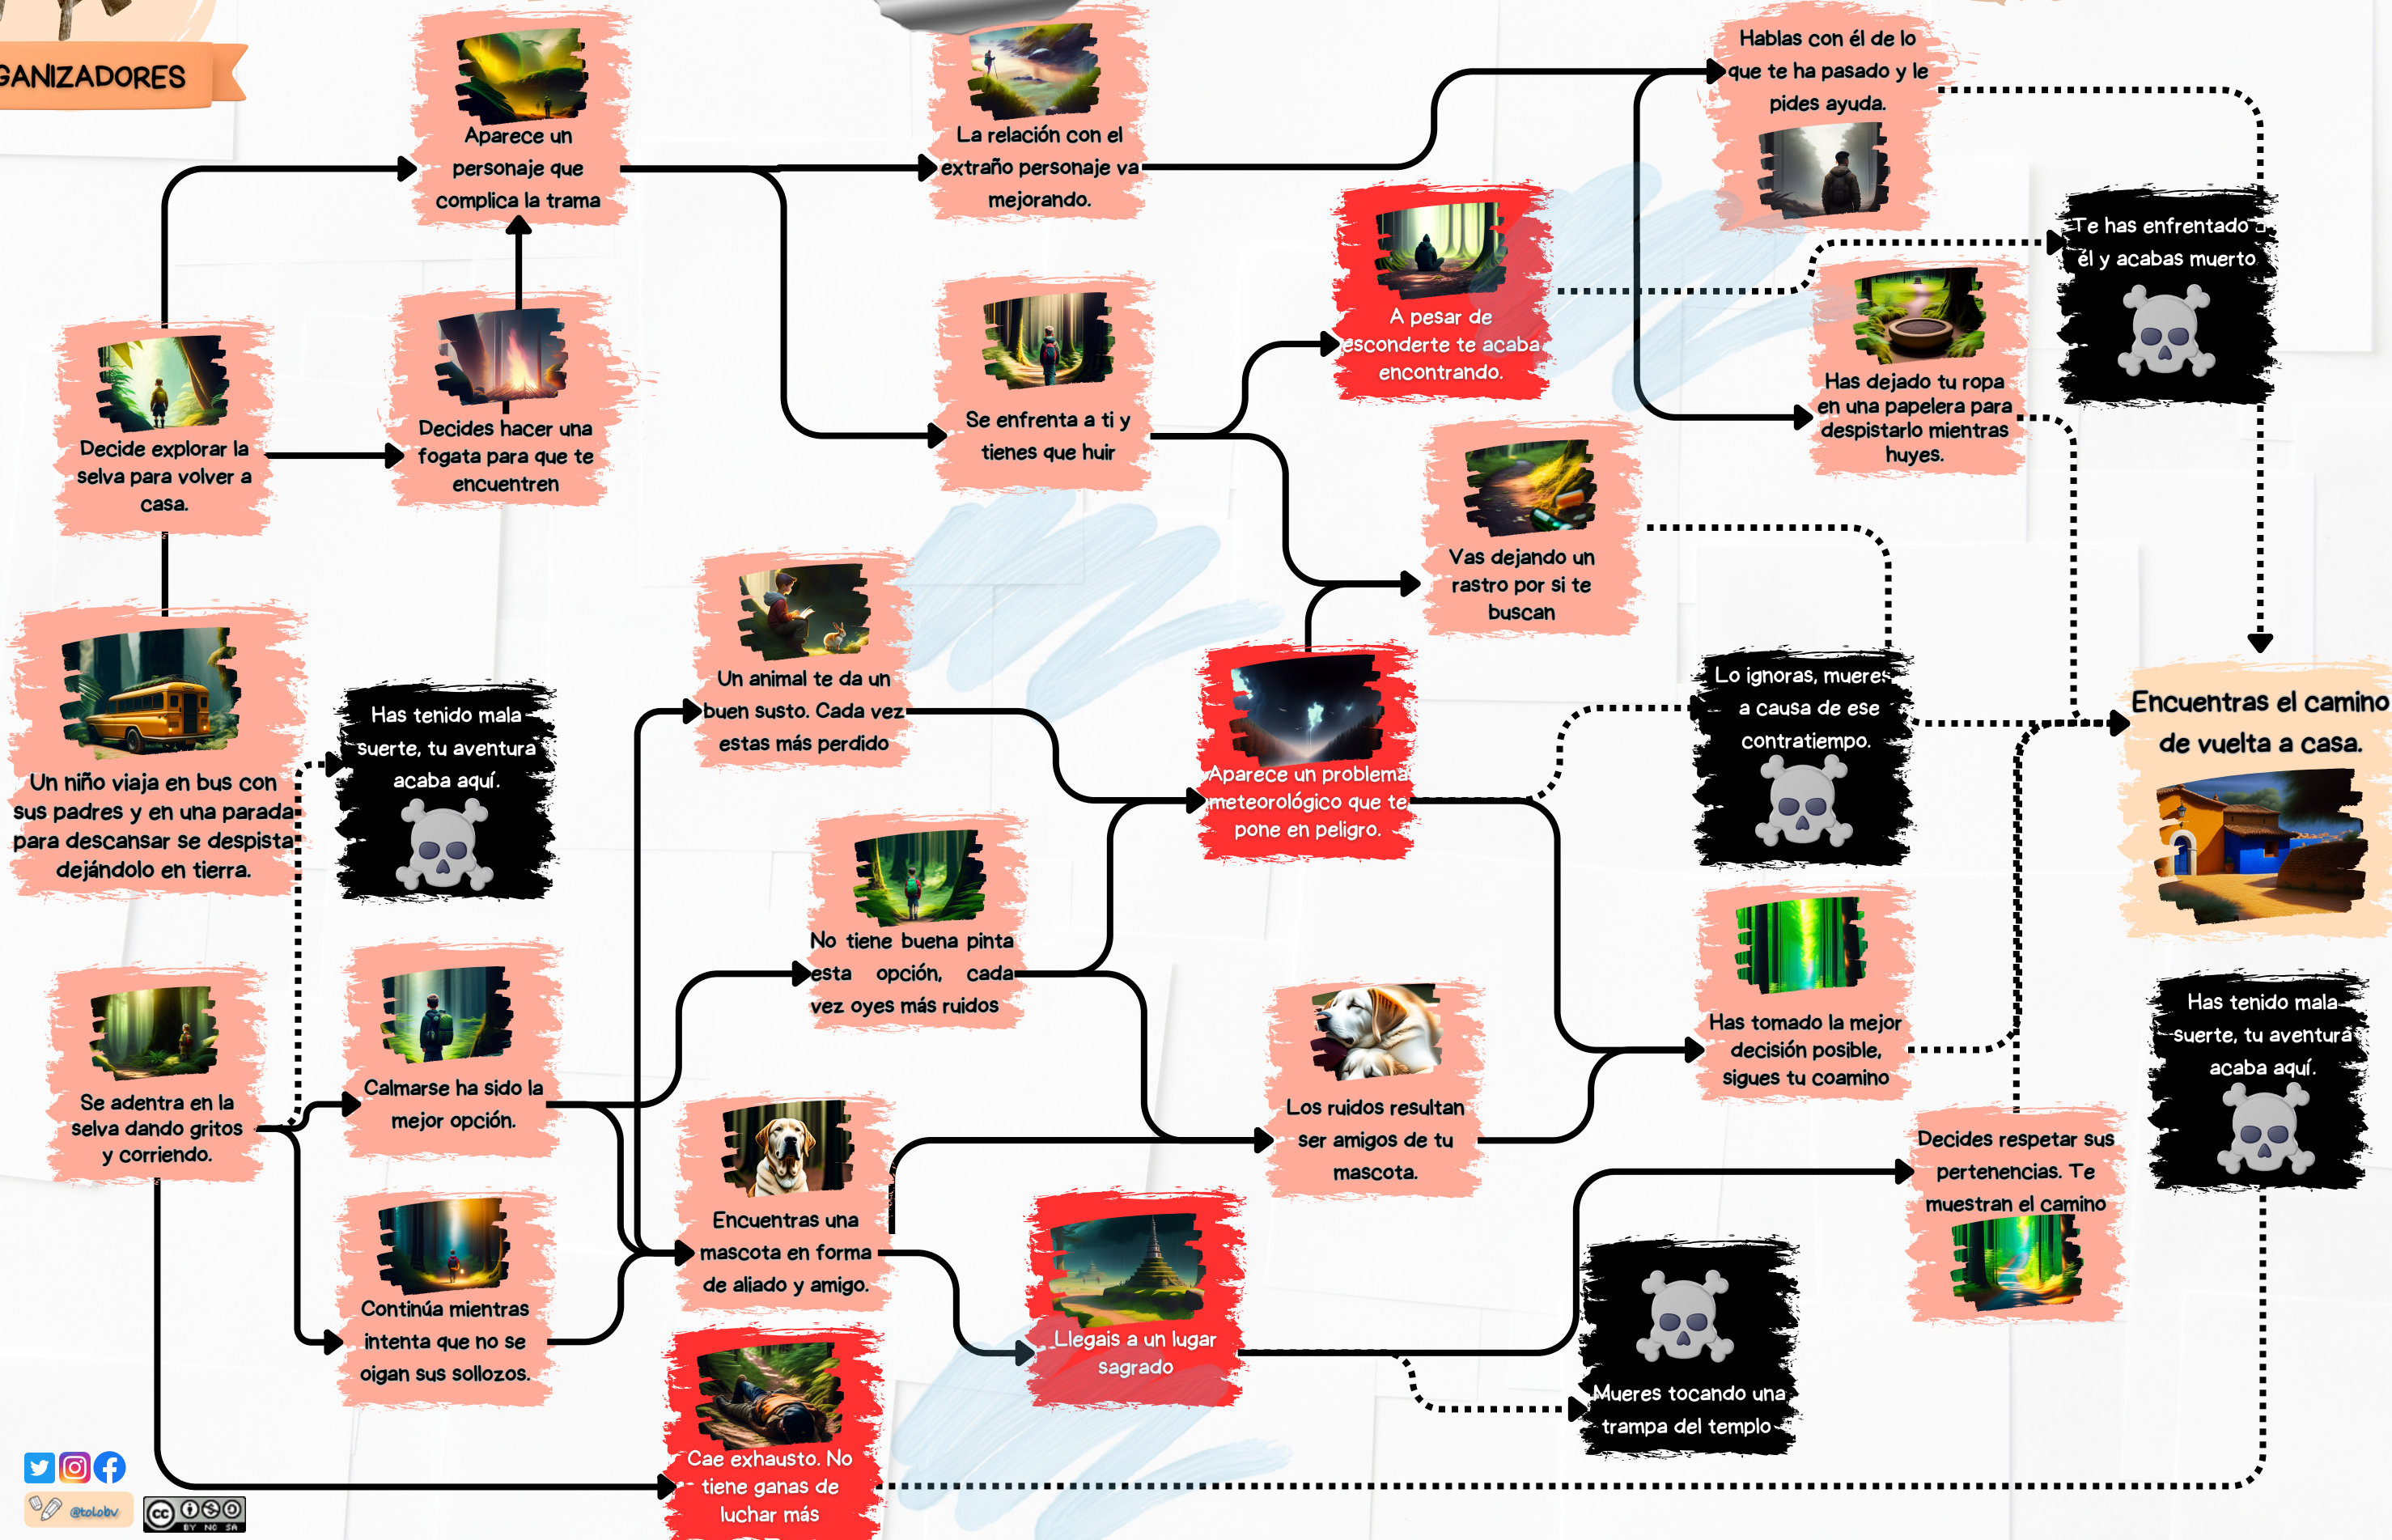 GANIZADORES
Aparece un
personaje que
complica la trama
La relación con el
extraño personaje va
mejorando.
Hablas con él de lo
que te ha pasado y le
pides ayuda.
Te has enfrentado
él y acabas muerto
A pesar de
esconderte te acaba
encontrando.
Has dejado tu ropa
en una papelera para
despistarlo mientras
huyes.
Decide explorar la
selva para volver a
casa.
Decides hacer una
fogata para que te
encuentren
Se enfrenta a ti y
tienes que huir
Vas dejando un
rastro por si te
buscan
Un animal te da un
buen susto. Cada vez
estas más perdido
Un niño viaja en bus con
sus padres y en una parada
para descansar se despista
dejándolo en tierra.
Has tenido mala
suerte, tu aventura
acaba aquí.
Aparece un problema
meteorológico que te
pone en peligro.
Lo ignoras, mueres
a causa de ese
contratiempo.
Encuentras el camino
de vuelta a casa.
No tiene buena pinta
esta opción, cada
vez oyes más ruidos
Has tomado la mejor
decisión posible,
sigues tu coamino
Has tenido mala
suerte, tu aventura
acaba aquí.
Se adentra en la
selva dando gritos
y corriendo.
Calmarse ha sido la
mejor opción.
Los ruidos resultan
ser amigos de tu
mascota.
Decides respetar sus
pertenencias. Te
muestran el camino
Encuentras una
mascota en forma
de aliado y amigo.
Continúa mientras
intenta que no se
oigan sus sollozos.
Llegais a un lugar
sagrado
Mueres tocando una
trampa del templo
Cae exhausto. No
tiene ganas de
luchar más
@tolobv
cc
BY NC SA